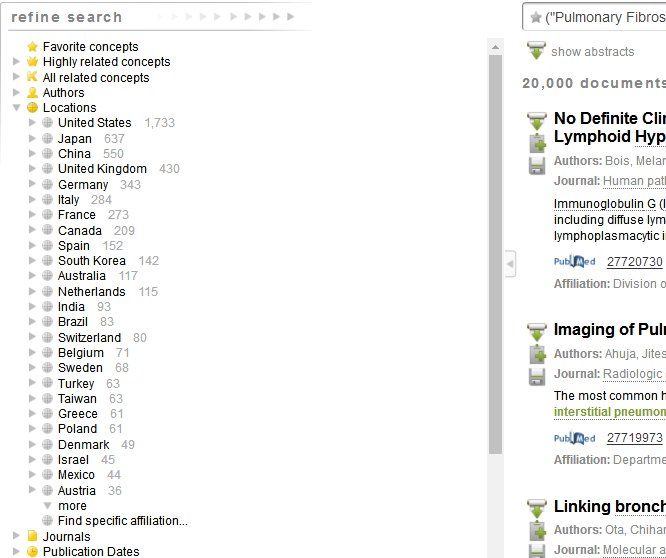 refine search
Favorite concepts
Highly related concepts
All related concepts
Authors
Locations
United States 1,733
Japan 637
China 550
United Kingdom 430
Germany 343
Italy 284
France 273
Canada 209
Spain 152
South Korea 142
Australia 117
Netherlands 115
India 93
Brazil 83
Switzerland 80
Belgium 71
Sweden 68
Turkey 63
Taiwan 63
Greece 61
Poland 61
Denmark 49
Israel 45
Mexico 44
Austria 36
more
Find specific affiliation...
Journals
Publication Dates
("Pulmonary Fibros
show abstracts
20,000 documents
No Definite Clin
Lymphoid Hyp
Authors: Bois, Melan
Journal: Human pat
Immunoglobulin G (I
including diffuse lym
lymphoplasmacytic i
PubMed 27720730
Affiliation: Division o
Imaging of Pul
Authors: Ahuja, Jites
Journal: Radiologic
The most common h
interstitial pneumon
PubMed 27719973
Affiliation: Departme
Linking bronch
Authors: Ota, Chihar
Journal: Molecular a